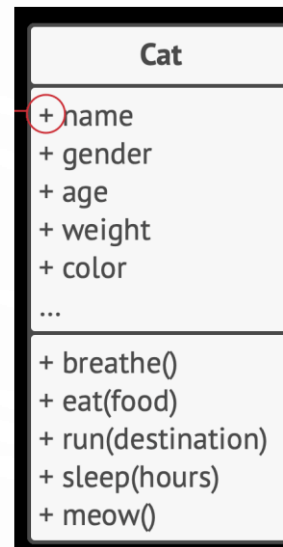 Cat
+ name
+ gender
+ age
+ weight
+ color
...
+ breathe()
+ eat(food)
+ run(destination)
+ sleep(hours)
+ meow()